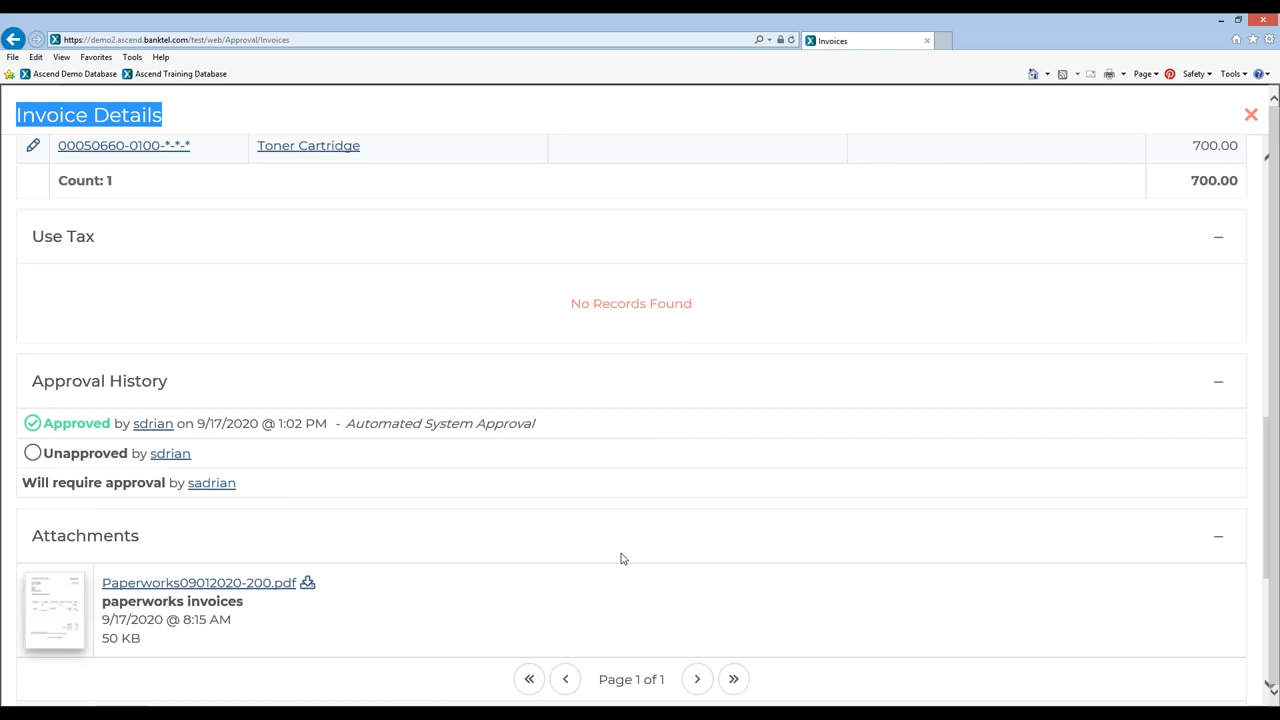 https://demo2.ascend.banktel.com/test/web/Approval/Invoices
Invoices
File Edit View Favorites Tools Help
Ascend Demo Database Ascend Training Database
Page Safety Tools
Invoice Details
00050660-0100-*-*-* Toner Cartridge 700.00
Count: 1 700.00
Use Tax
No Records Found
Approval History
Approved by sdrian on 9/17/2020 @ 1:02 PM - Automated System Approval
Unapproved by sdrian
Will require approval by sadrian
Attachments
Paperworks09012020-200.pdf
paperworks invoices
9/17/2020 @ 8:15 AM
50 KB
Page 1 of 1